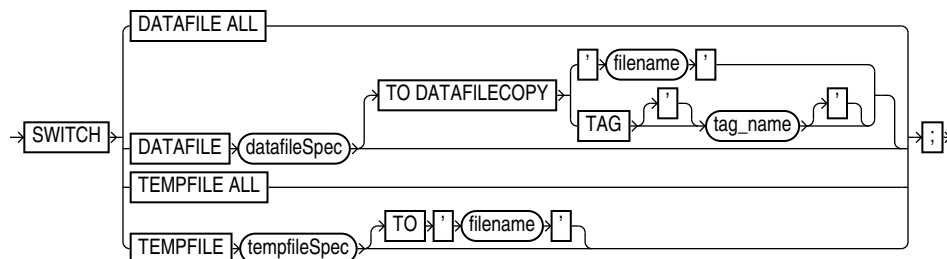 DATAFILE ALL
' filename '
TO DATAFILECOPY
TAG ' tag_name '
SWITCH
DATAFILE datafileSpec
;
TEMPFILE ALL
TO ' filename '
TEMPFILE tempfileSpec